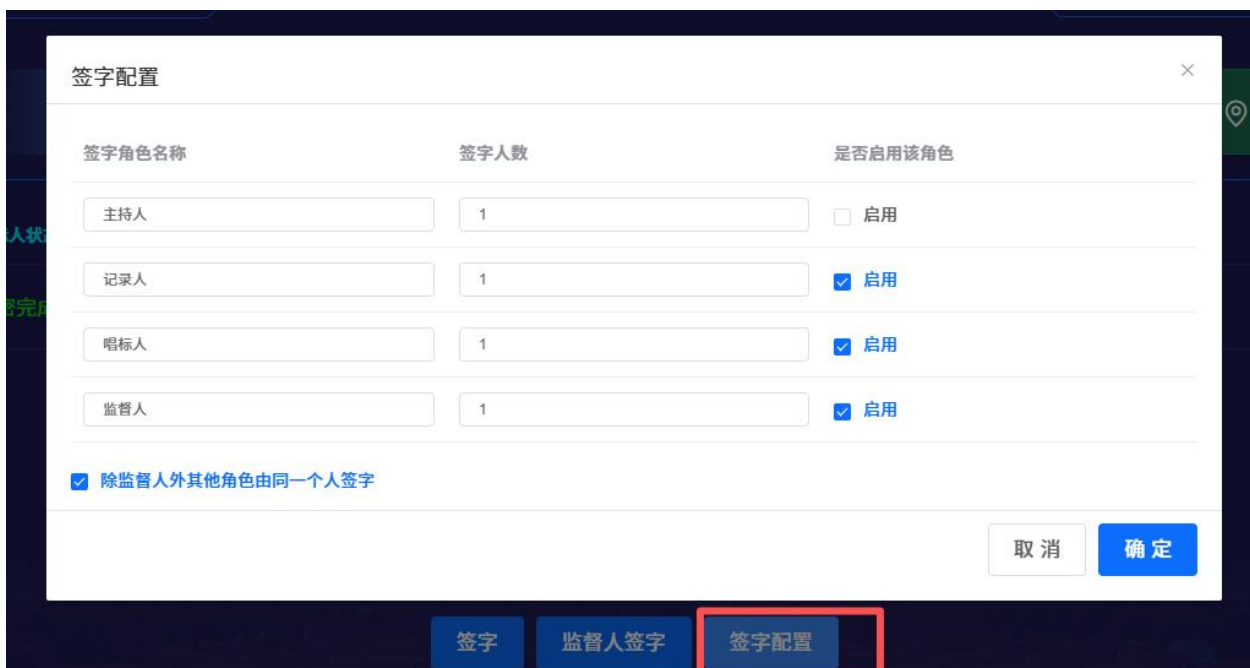 签字配置
签字角色名称 签字人数 是否启用该角色
主持人 1 启用
记录人 1 启用
唱标人 1 启用
监督人 1 启用
除监督人外其他角色由同一个人签字
取消 确定
签字 监督人签字 签字配置